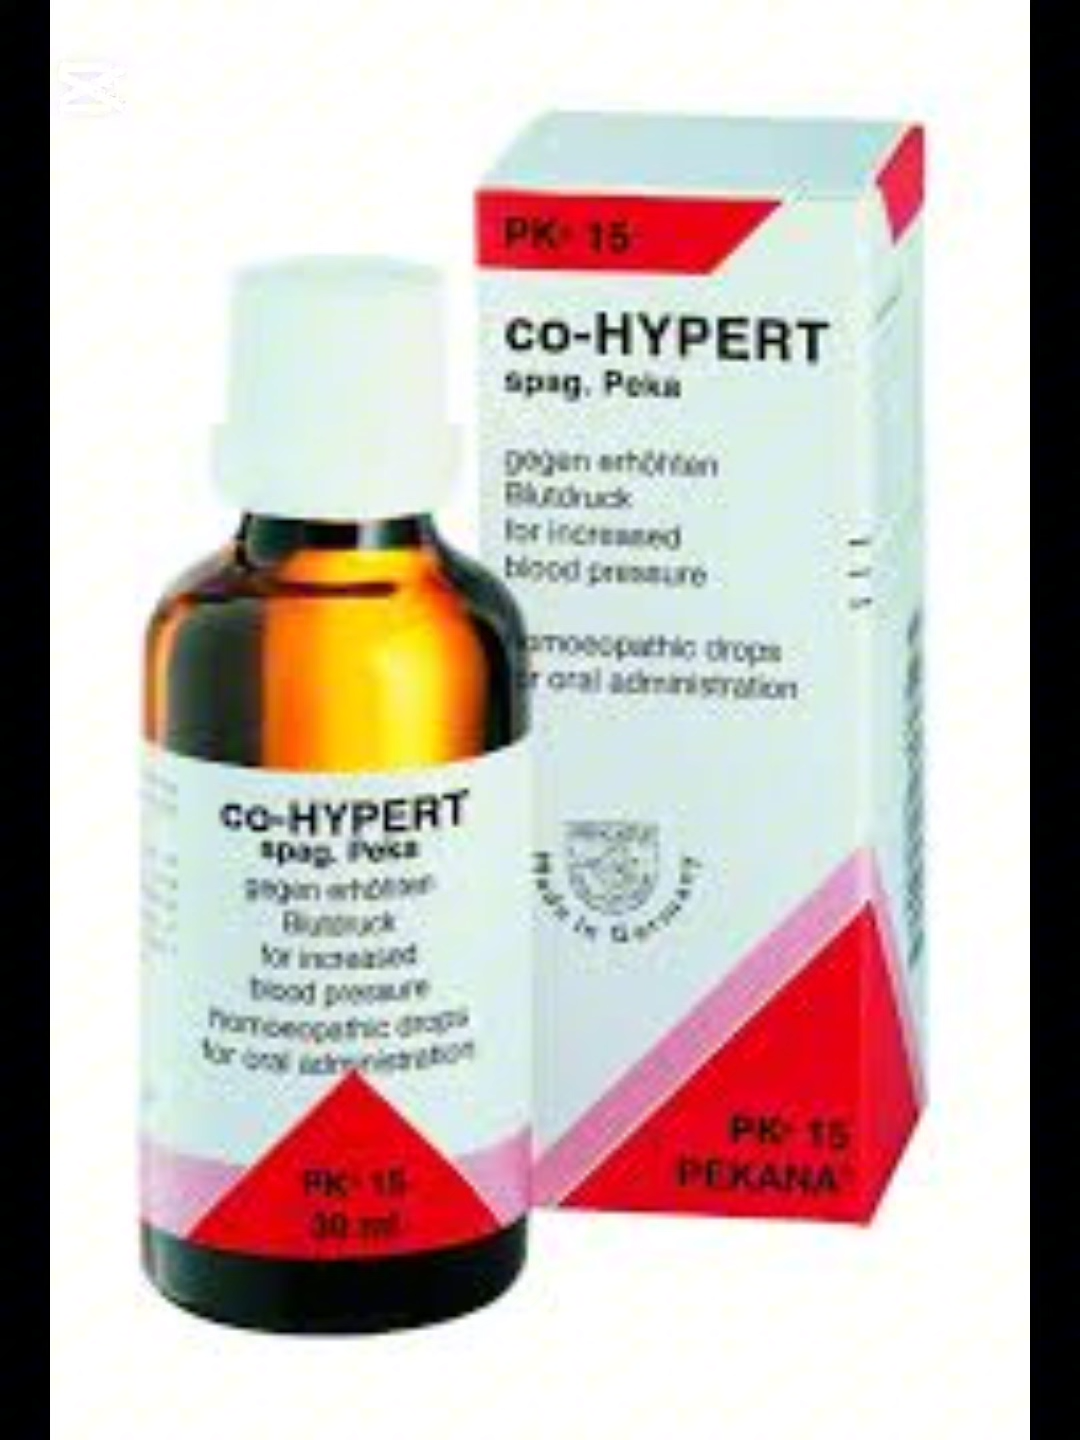 PK® 15
co-HYPERT
spag. Peka
gegen erhöhten
Blutdruck
for increased
blood pressure
homoeopathic drops
for oral administration
Made in Germany
PK® 15
PEKANA®
co-HYPERT
spag. Peka
gegen erhöhten
Blutdruck
for increased
blood pressure
homoeopathic drops
for oral administration
PK® 15
30 ml